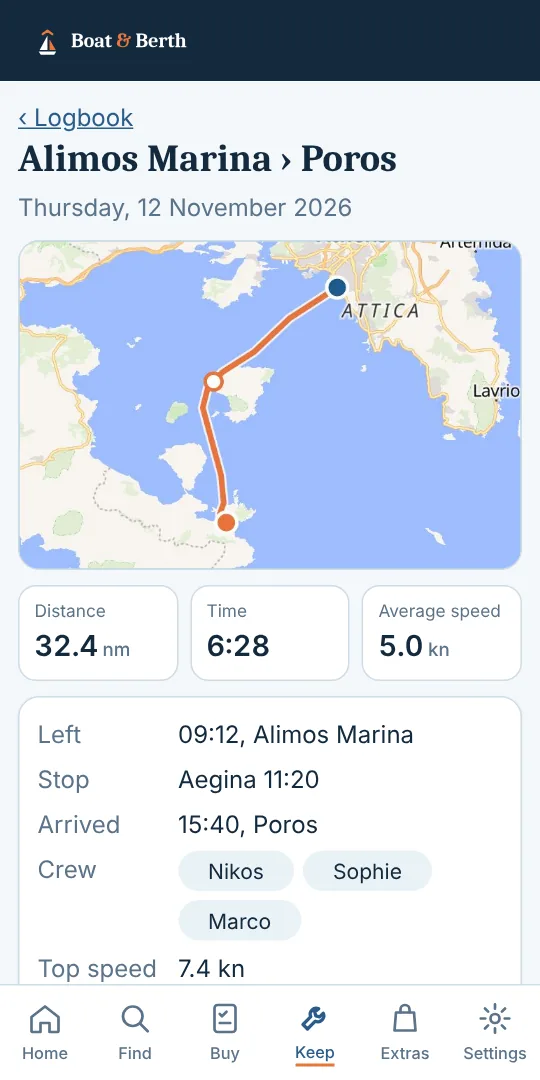 Boat & Berth
‹ Logbook
Alimos Marina › Poros
Thursday, 12 November 2026
Artemida
ATTICA
Lavrio
Distance
32.4 nm
Time
6:28
Average speed
5.0 kn
Left
09:12, Alimos Marina
Stop
Aegina 11:20
Arrived
15:40, Poros
Crew
Nikos
Sophie
Marco
Top speed
7.4 kn
Home
Find
Buy
Keep
Extras
Settings